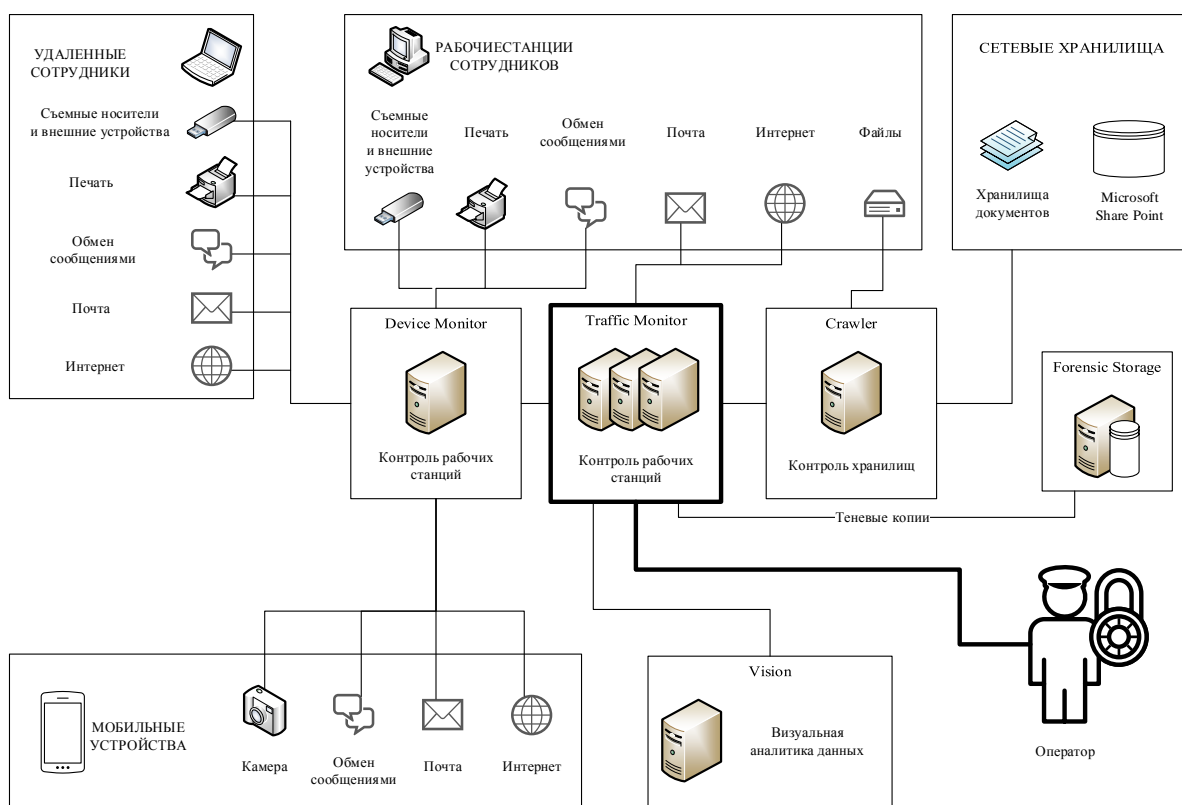 УДАЛЕННЫЕ
СОТРУДНИКИ
Съемные носители
и внешние устройства
Печать
Обмен
сообщениями
Почта
Интернет
РАБОЧИЕСТАНЦИИ
СОТРУДНИКОВ
Съемные
носители
и внешние
устройства
Печать
Обмен
сообщениями
Почта
Интернет
Файлы
СЕТЕВЫЕ ХРАНИЛИЩА
Хранилища
документов
Microsoft
Share Point
Device Monitor
Контроль рабочих
станций
Traffic Monitor
Контроль рабочих
станций
Crawler
Контроль хранилищ
Forensic Storage
Теневые копии
МОБИЛЬНЫЕ
УСТРОЙСТВА
Камера
Обмен
сообщениями
Почта
Интернет
Vision
Визуальная
аналитика данных
Оператор